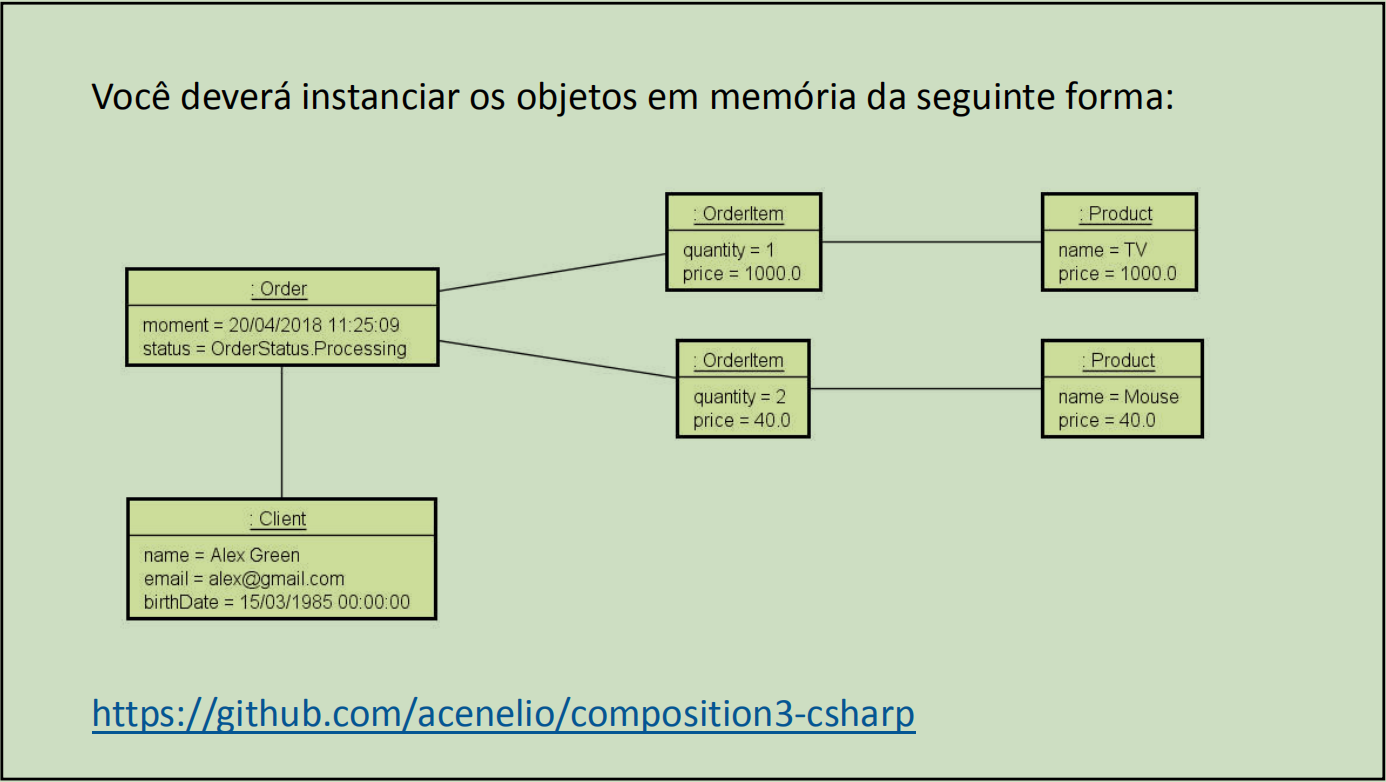 Você deverá instanciar os objetos em memória da seguinte forma:
: Order
moment = 20/04/2018 11:25:09
status = OrderStatus.Processing
: OrderItem
quantity = 1
price = 1000.0
: Product
name = TV
price = 1000.0
: OrderItem
quantity = 2
price = 40.0
: Product
name = Mouse
price = 40.0
: Client
name = Alex Green
email = alex@gmail.com
birthDate = 15/03/1985 00:00:00
https://github.com/acenelio/composition3-csharp